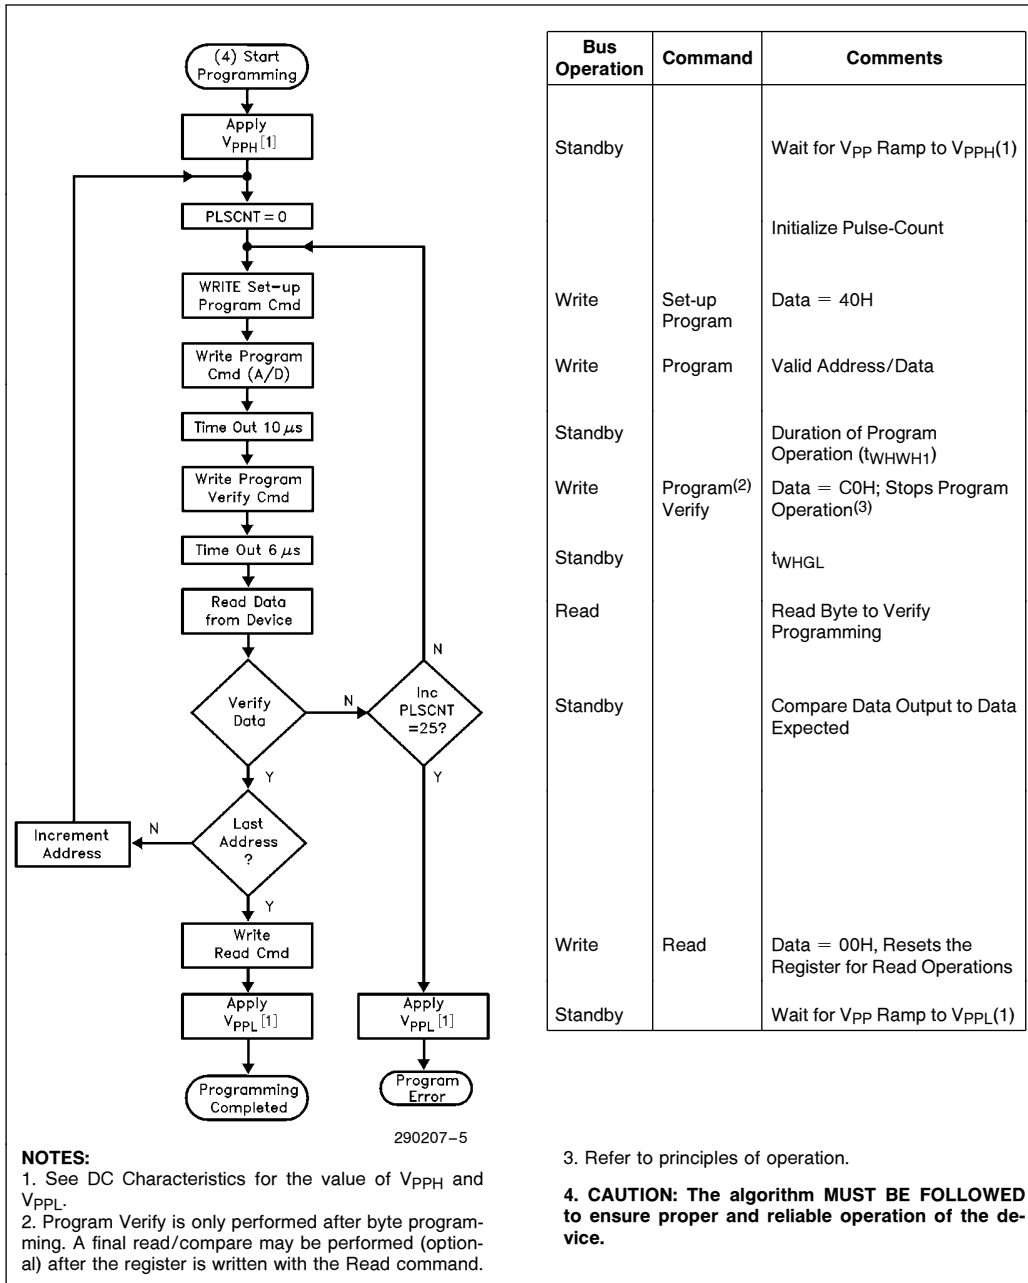 (4) Start
Programming
Apply
VPPH [1]
PLSCNT = 0
WRITE Set-up
Program Cmd
Write Program
Cmd (A/D)
Time Out 10 μs
Write Program
Verify Cmd
Time Out 6 μs
Read Data
from Device
Verify
Data
N
Y
Inc
PLSCNT
=25?
N
Y
Last
Address
?
N
Y
Increment
Address
Write
Read Cmd
Apply
VPPL [1]
Programming
Completed
Apply
VPPL [1]
Program
Error
290207-5
Bus
Operation
Command
Comments
Standby
Wait for VPP Ramp to VPPH(1)
Initialize Pulse-Count
Write
Set-up
Program
Data = 40H
Write
Program
Valid Address/Data
Standby
Duration of Program
Operation (tWHWH1)
Write
Program(2)
Verify
Data = C0H; Stops Program
Operation(3)
Standby
tWHGL
Read
Read Byte to Verify
Programming
Standby
Compare Data Output to Data
Expected
Write
Read
Data = 00H, Resets the
Register for Read Operations
Standby
Wait for VPP Ramp to VPPL(1)
NOTES:
1. See DC Characteristics for the value of VPPH and
VPPL.
2. Program Verify is only performed after byte program-
ming. A final read/compare may be performed (option-
al) after the register is written with the Read command.
3. Refer to principles of operation.
4. CAUTION: The algorithm MUST BE FOLLOWED
to ensure proper and reliable operation of the de-
vice.